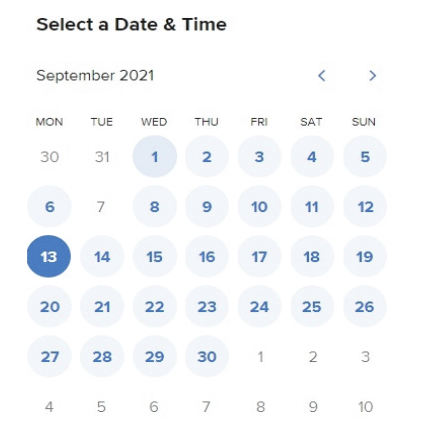 Select a Date & Time
September 2021
MON TUE WED THU FRI SAT SUN
30 31 1 2 3 4 5
6 7 8 9 10 11 12
13 14 15 16 17 18 19
20 21 22 23 24 25 26
27 28 29 30 1 2 3
4 5 6 7 8 9 10